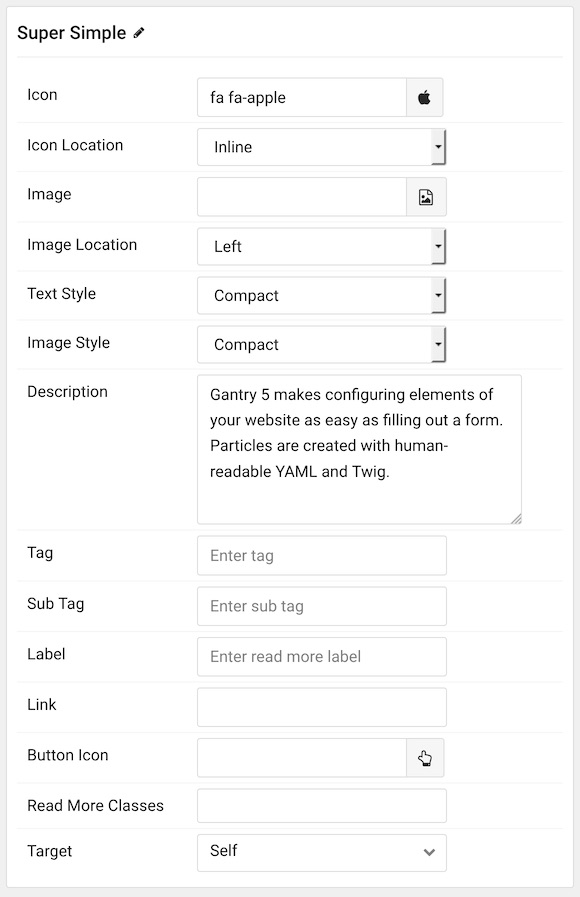 Super Simple
Icon
fa fa-apple
Icon Location
Inline
Image
Image Location
Left
Text Style
Compact
Image Style
Compact
Description
Gantry 5 makes configuring elements of
your website as easy as filling out a form.
Particles are created with human-
readable YAML and Twig.
Tag
Enter tag
Sub Tag
Enter sub tag
Label
Enter read more label
Link
Button Icon
Read More Classes
Target
Self